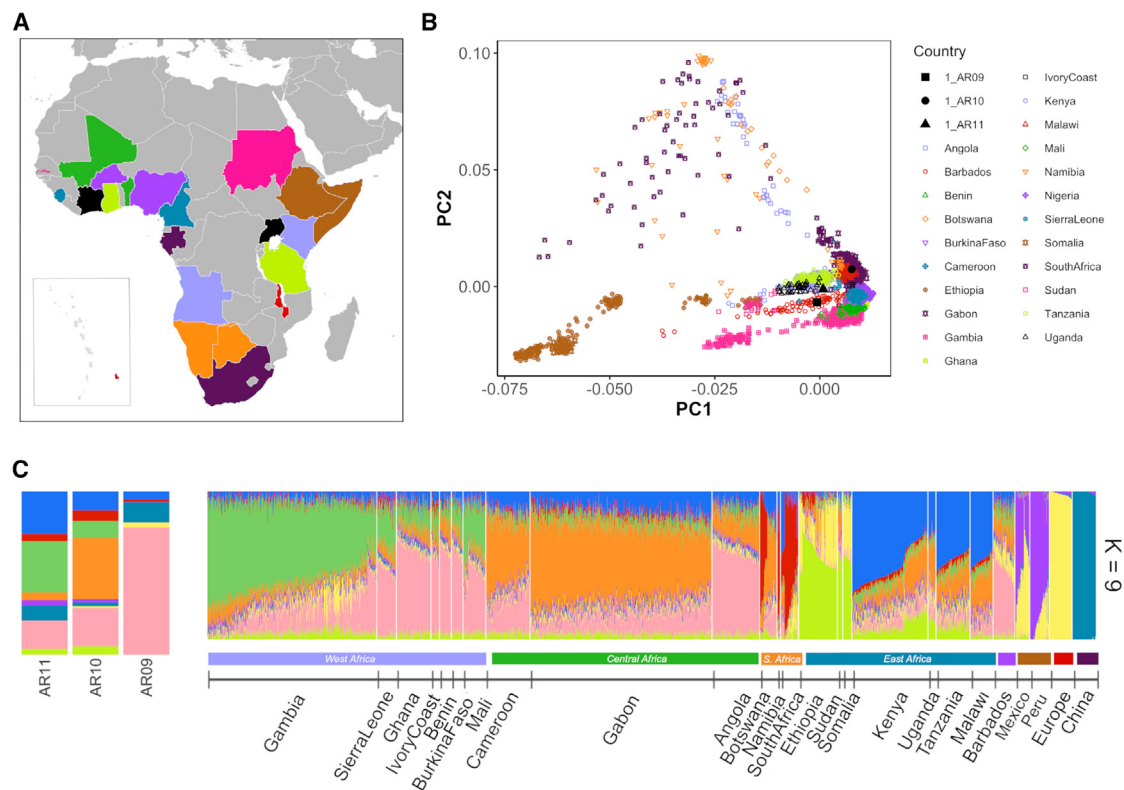 A
B
0.10
0.05
0.00
PC2
-0.075
-0.050
-0.025
0.000
PC1
Country
1_AR09
1_AR10
1_AR11
Angola
Barbados
Benin
Botswana
BurkinaFaso
Cameroon
Ethiopia
Gabon
Gambia
Ghana
IvoryCoast
Kenya
Malawi
Mali
Namibia
Nigeria
SierraLeone
Somalia
SouthAfrica
Sudan
Tanzania
Uganda
C
AR11
AR10
AR09
K = 9
West Africa
Central Africa
S. Africa
East Africa
Gambia
SierraLeone
Ghana
IvoryCoast
Benin
BurkinaFaso
Mali
Cameroon
Gabon
Angola
Botswana
Namibia
SouthAfrica
Ethiopia
Sudan
Somalia
Kenya
Uganda
Tanzania
Malawi
Barbados
Mexico
Peru
Europe
China